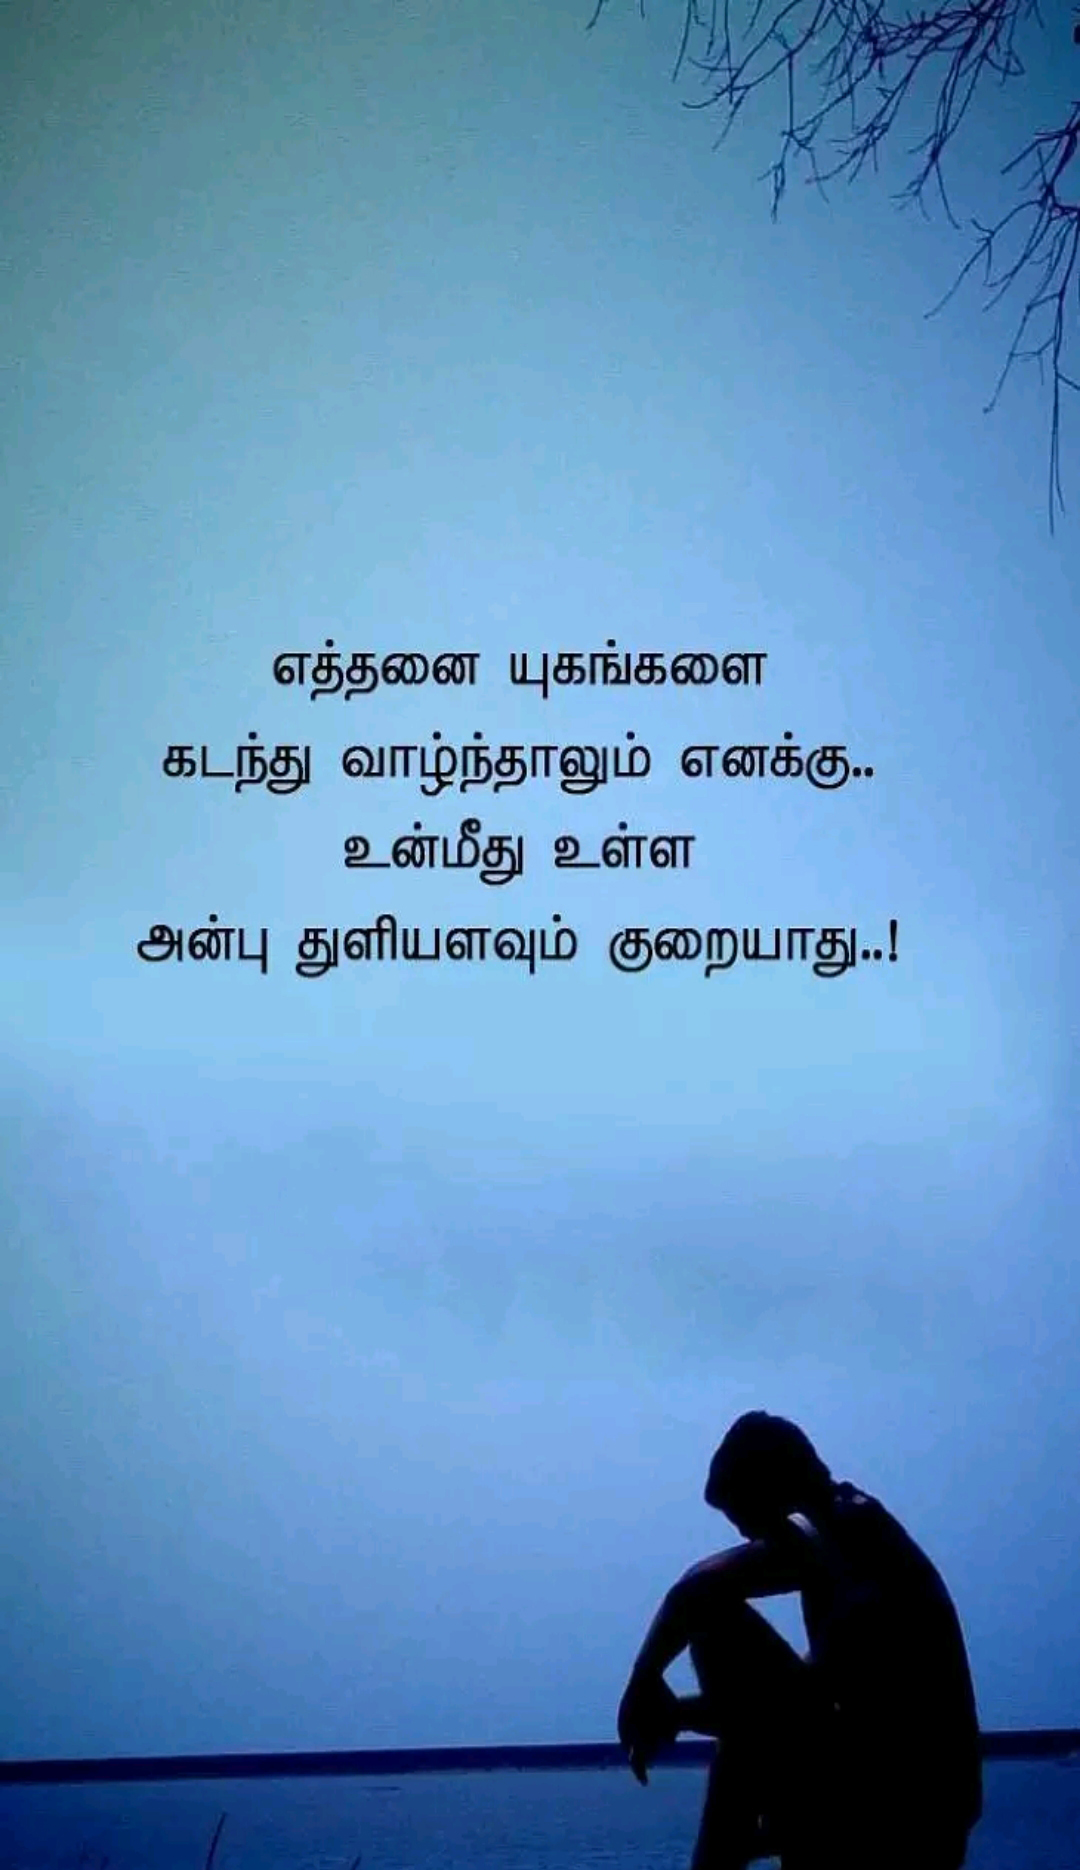 எத்தனை யுகங்களை
கடந்து வாழ்ந்தாலும் எனக்கு..
உன்மீது உள்ள
அன்பு துளியளவும் குறையாது..!